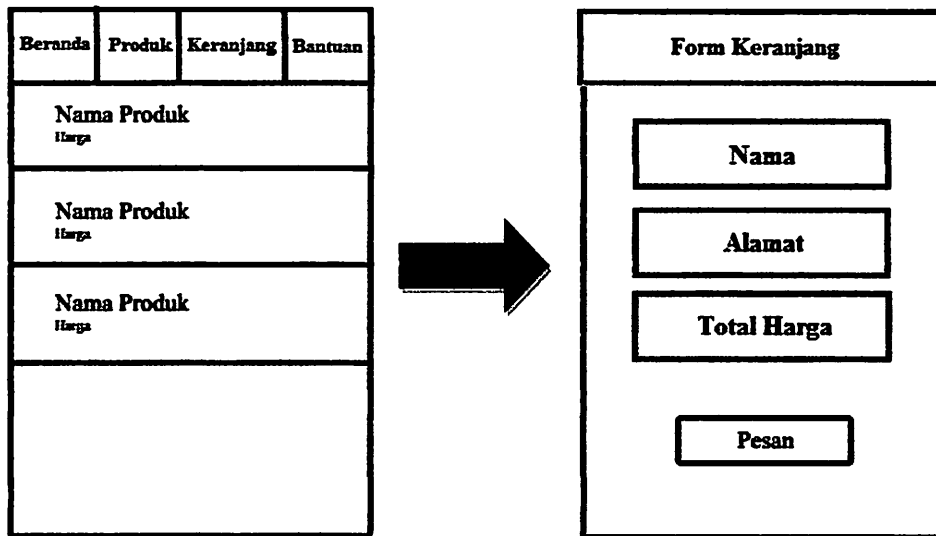 Beranda Produk Keranjang Bantuan
Nama Produk
Harga
Nama Produk
Harga
Nama Produk
Harga
Form Keranjang
Nama
Alamat
Total Harga
Pesan